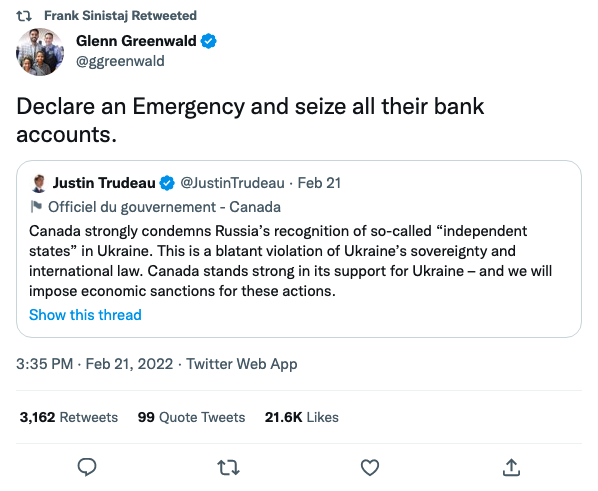 Frank Sinistaj Retweeted
Glenn Greenwald
@ggreenwald
Declare an Emergency and seize all their bank
accounts.
Justin Trudeau @JustinTrudeau · Feb 21
Officiel du gouvernement - Canada
Canada strongly condemns Russia’s recognition of so-called “independent
states” in Ukraine. This is a blatant violation of Ukraine’s sovereignty and
international law. Canada stands strong in its support for Ukraine – and we will
impose economic sanctions for these actions.
Show this thread
3:35 PM · Feb 21, 2022 · Twitter Web App
3,162 Retweets 99 Quote Tweets 21.6K Likes